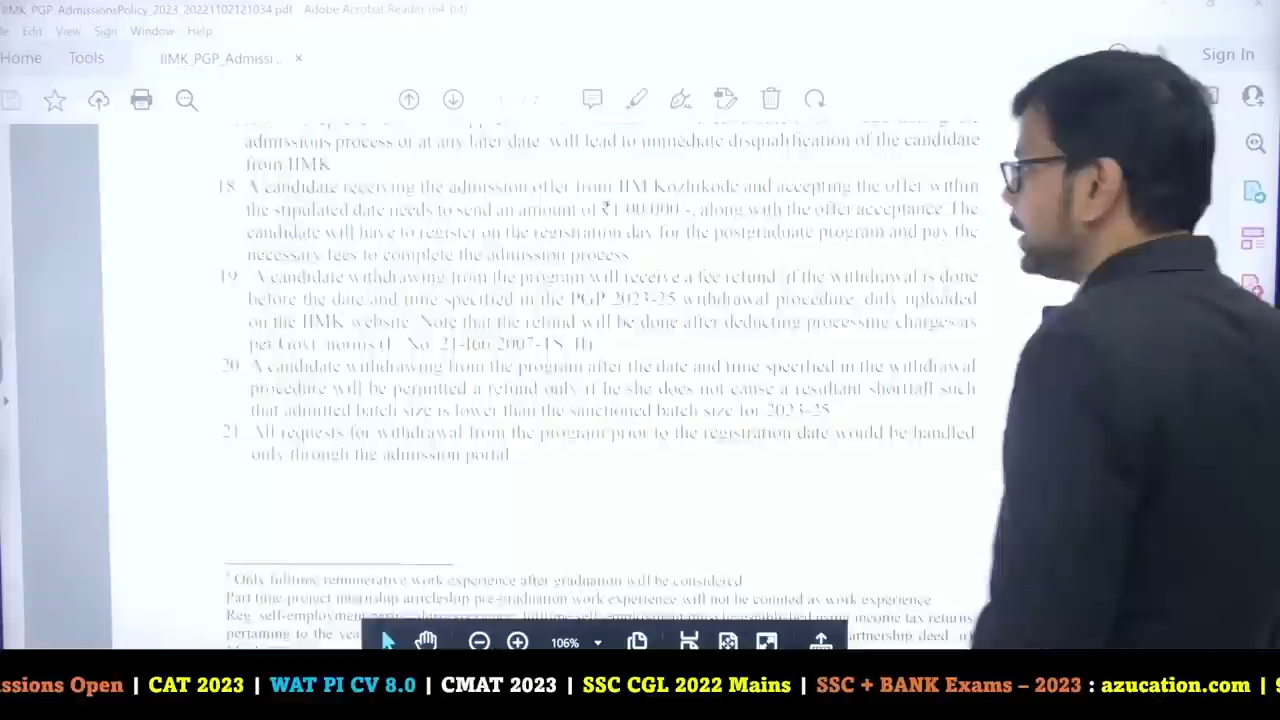 IIMK_PGP_AdmissionsPolicy_2023_20221102121034.pdf - Adobe Acrobat Reader (64-bit)
Edit View Sign Window Help
Home Tools IIMK_PGP_Admissi... × Sign In
admissions process or at any later date will lead to immediate disqualification of the candidate
from IIMK
18. A candidate receiving the admission offer from IIM Kozhikode and accepting the offer within
the stipulated date needs to send an amount of ₹1,00,000/-, along with the offer acceptance. The
candidate will have to register on the registration day for the postgraduate program and pay the
necessary fees to complete the admission process
19. A candidate withdrawing from the program will receive a fee refund, if the withdrawal is done
before the date and time specified in the PGP 2023-25 withdrawal procedure, duly uploaded
on the IIMK website. Note that the refund will be done after deducting processing charges as
per Govt. norms
20. A candidate withdrawing from the program after the date and time specified in the withdrawal
procedure will be permitted a refund only if he/she does not cause a resultant shortfall such
that admitted batch size is lower than the sanctioned batch size for 2023-25
21. All requests for withdrawal from the program prior to the registration date would be handled
only through the admission portal
Only fulltime remunerative work experience after graduation will be considered
Part time/project/internship/articleship/pre-graduation work experience will not be counted as work experience
Reg. self-employment income tax returns
pertaining to the artnership deed
106%
ssions Open | CAT 2023 | WAT PI CV 8.0 | CMAT 2023 | SSC CGL 2022 Mains | SSC + BANK Exams – 2023 : azucation.com |